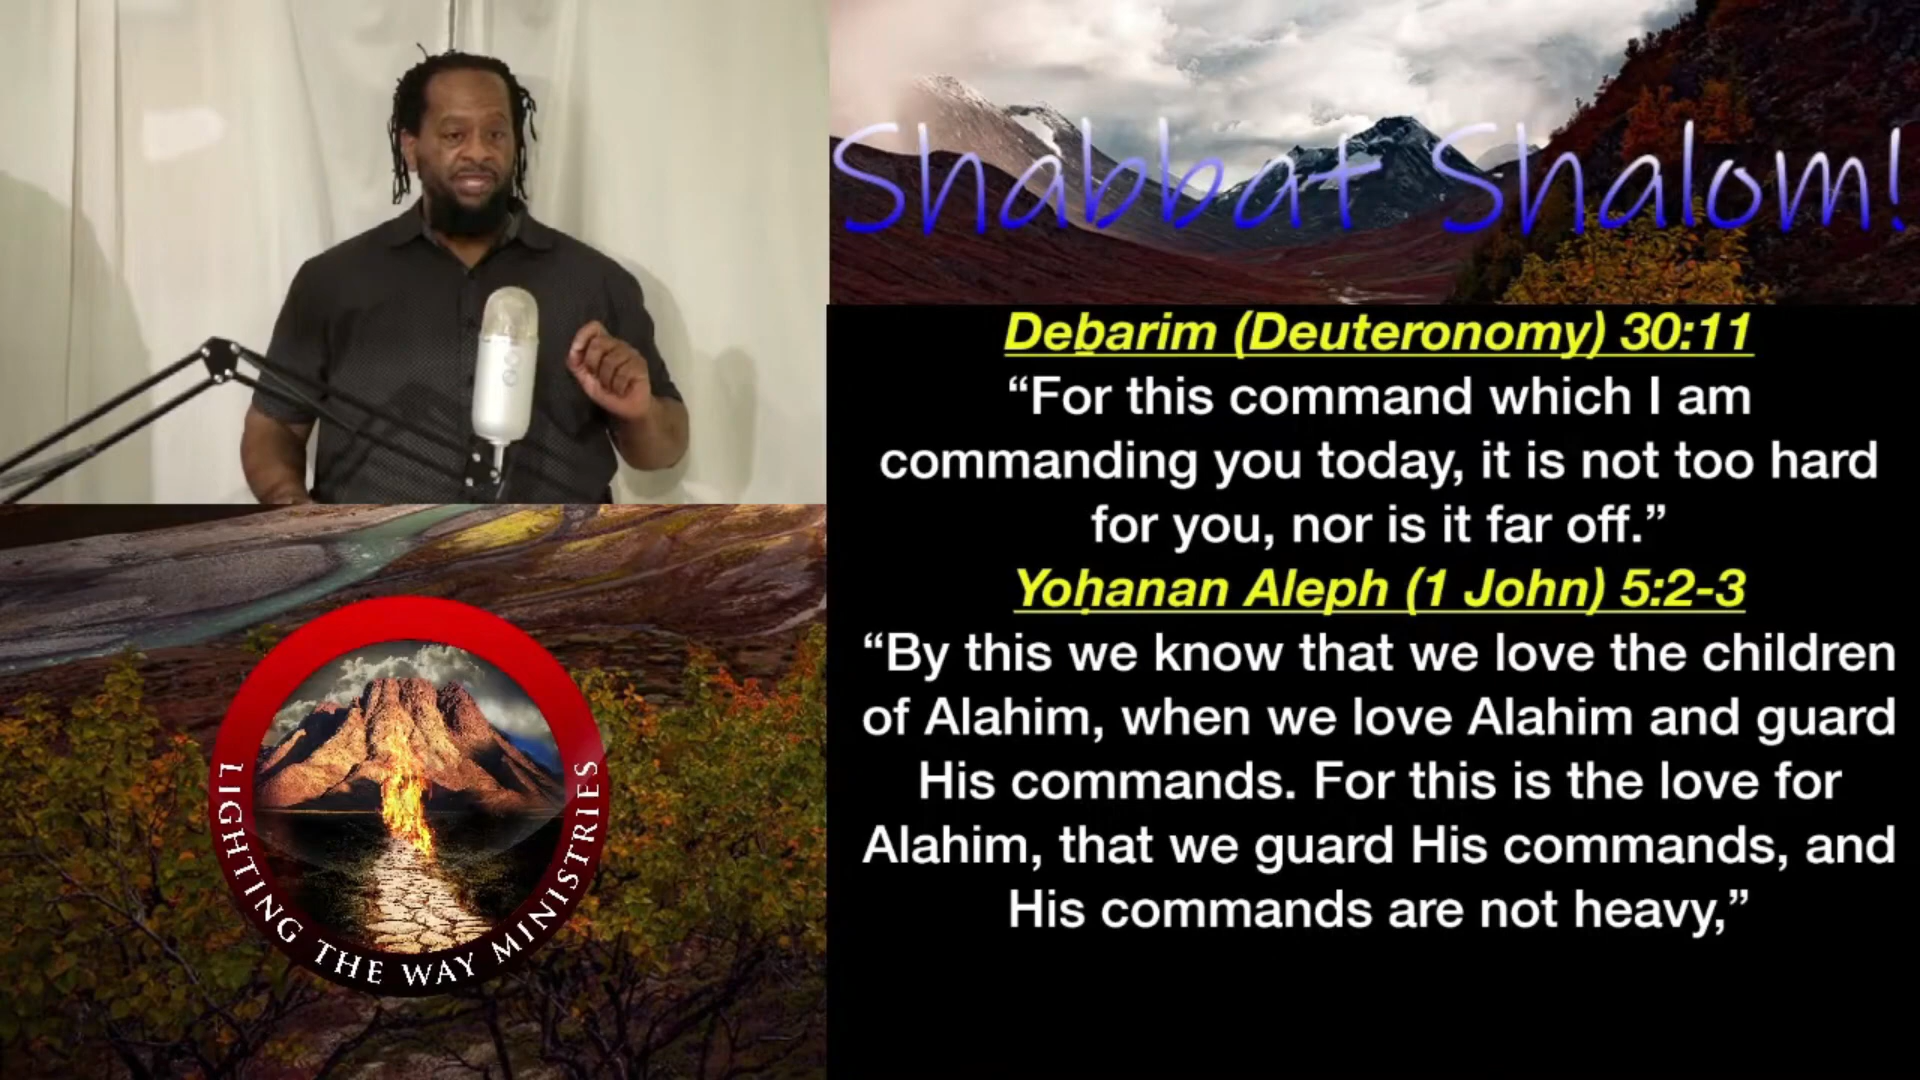 Shabbat Shalom!
Deḇarim (Deuteronomy) 30:11
“For this command which I am
commanding you today, it is not too hard
for you, nor is it far off.”
Yoḥanan Aleph (1 John) 5:2-3
“By this we know that we love the children
of Alahim, when we love Alahim and guard
His commands. For this is the love for
Alahim, that we guard His commands, and
His commands are not heavy,”
LIGHTING THE WAY MINISTRIES